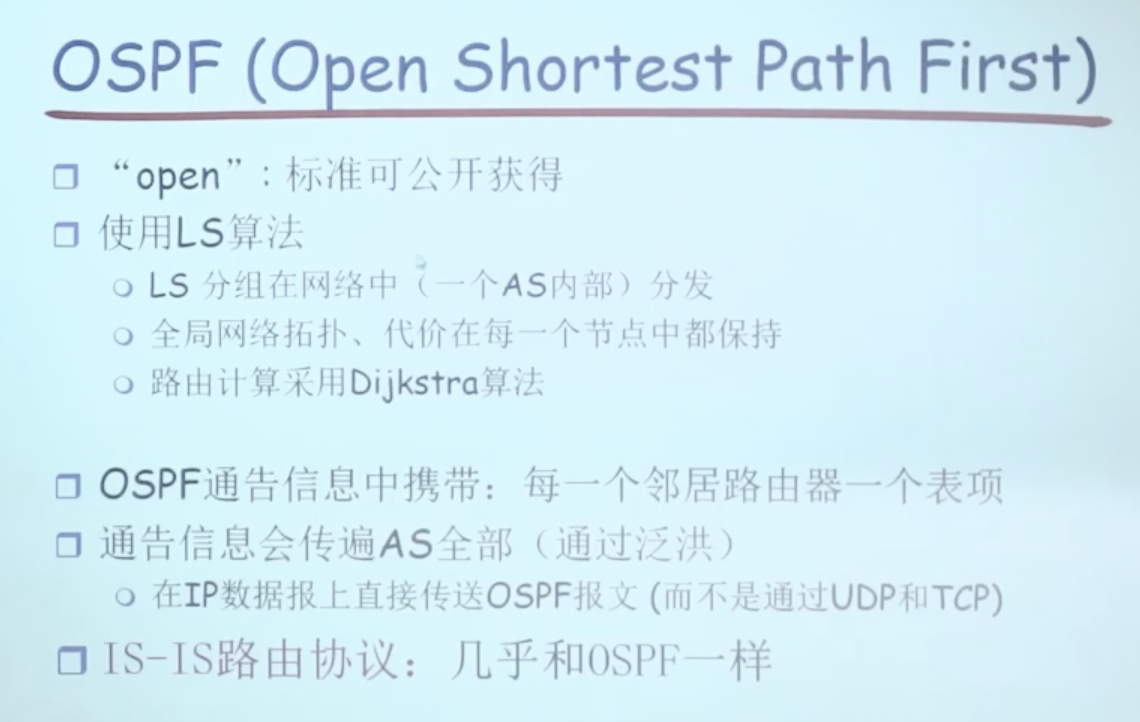 OSPF (Open Shortest Path First)
“open”：标准可公开获得
使用LS算法
LS 分组在网络中（一个AS内部）分发
全局网络拓扑、代价在每一个节点中都保持
路由计算采用Dijkstra算法
OSPF通告信息中携带：每一个邻居路由器一个表项
通告信息会传遍AS全部（通过泛洪）
在IP数据报上直接传送OSPF报文 (而不是通过UDP和TCP)
IS-IS路由协议：几乎和OSPF一样